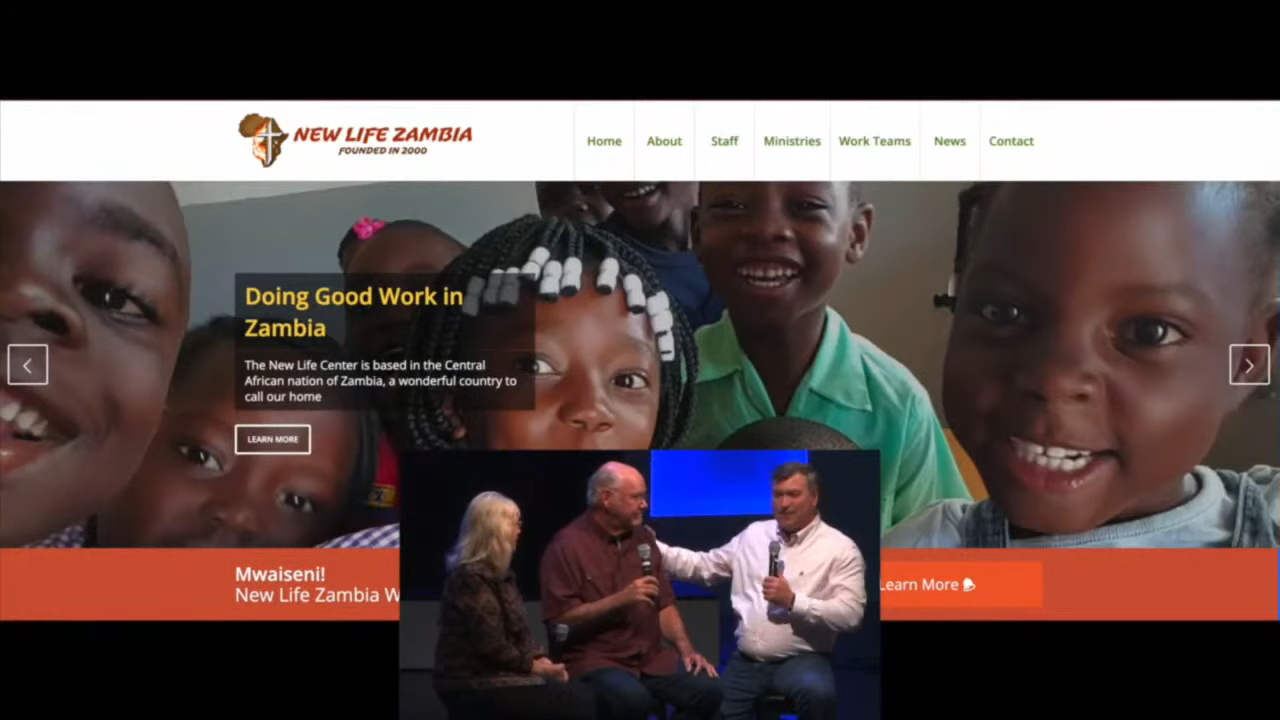 NEW LIFE ZAMBIA
FOUNDED IN 2000
Home About Staff Ministries Work Teams News Contact
Doing Good Work in
Zambia
The New Life Center is based in the Central
African nation of Zambia, a wonderful country to
call our home
LEARN MORE
Mwaiseni!
New Life Zambia W
Learn More